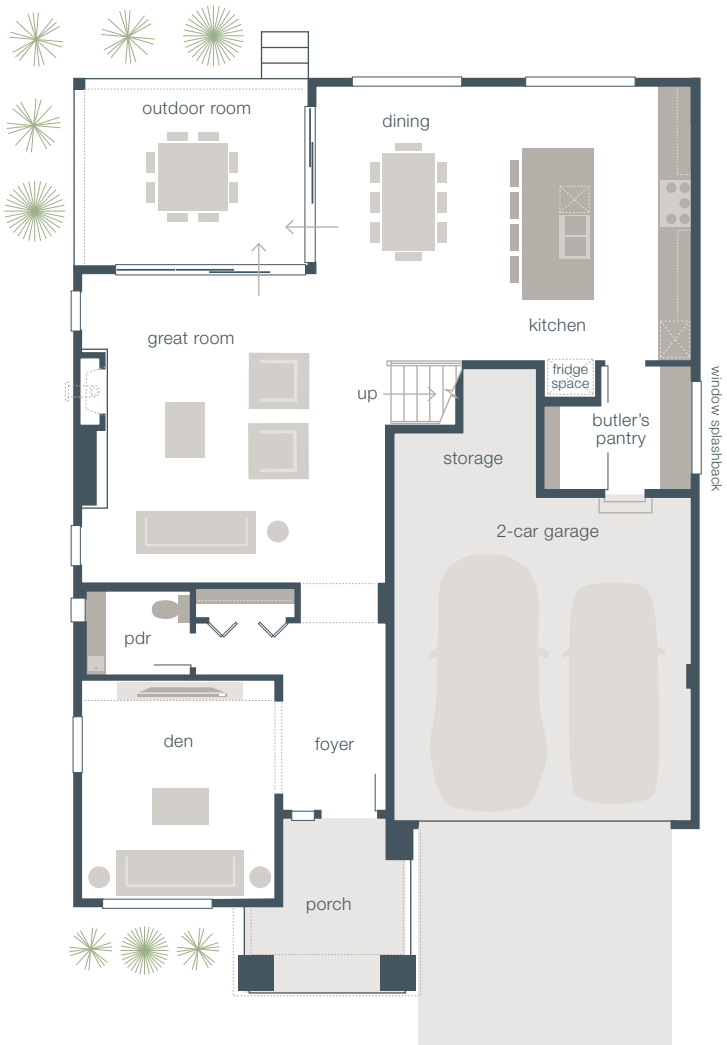 outdoor room
dining
kitchen
great room
fridge
space
up
butler's
pantry
window splashback
storage
2-car garage
pdr
den
foyer
porch